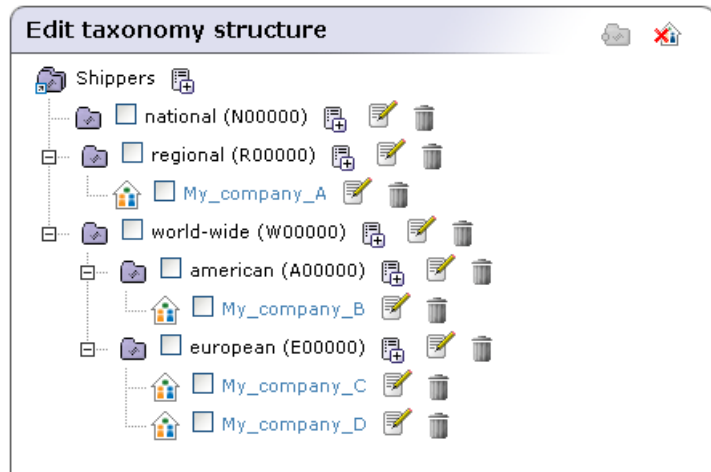 Edit taxonomy structure
Shippers
national (N00000)
regional (R00000)
My_company_A
world-wide (W00000)
american (A00000)
My_company_B
european (E00000)
My_company_C
My_company_D